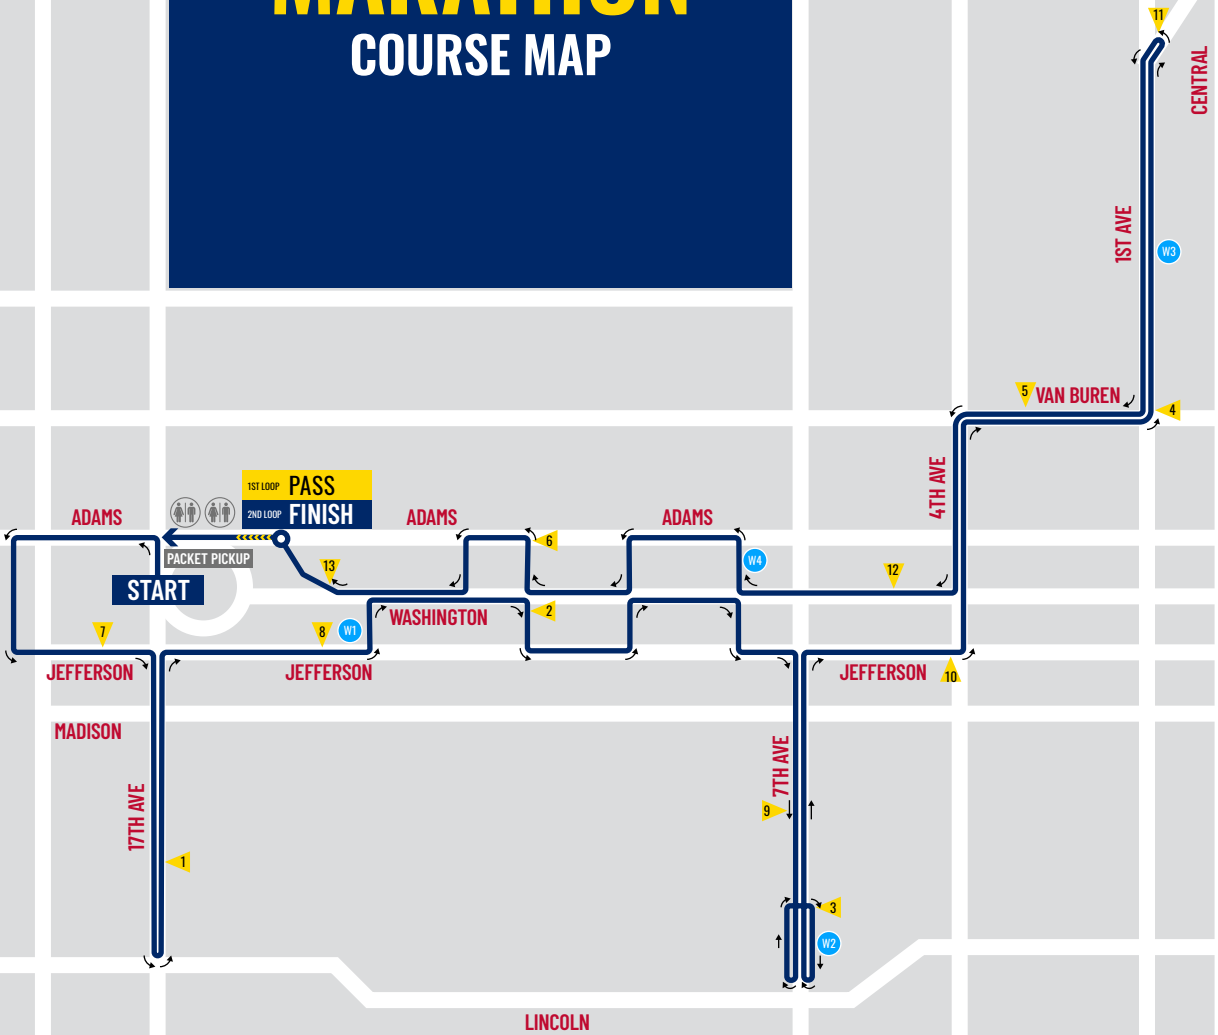 MARATHON
COURSE MAP
11
CENTRAL
1ST AVE
W3
5
VAN BUREN
4
4TH AVE
1ST LOOP PASS
2ND LOOP FINISH
ADAMS
ADAMS
ADAMS
6
PACKET PICKUP
13
W4
12
START
2
WASHINGTON
7
8
W1
JEFFERSON
JEFFERSON
JEFFERSON
10
MADISON
7TH AVE
17TH AVE
9
1
3
W2
LINCOLN